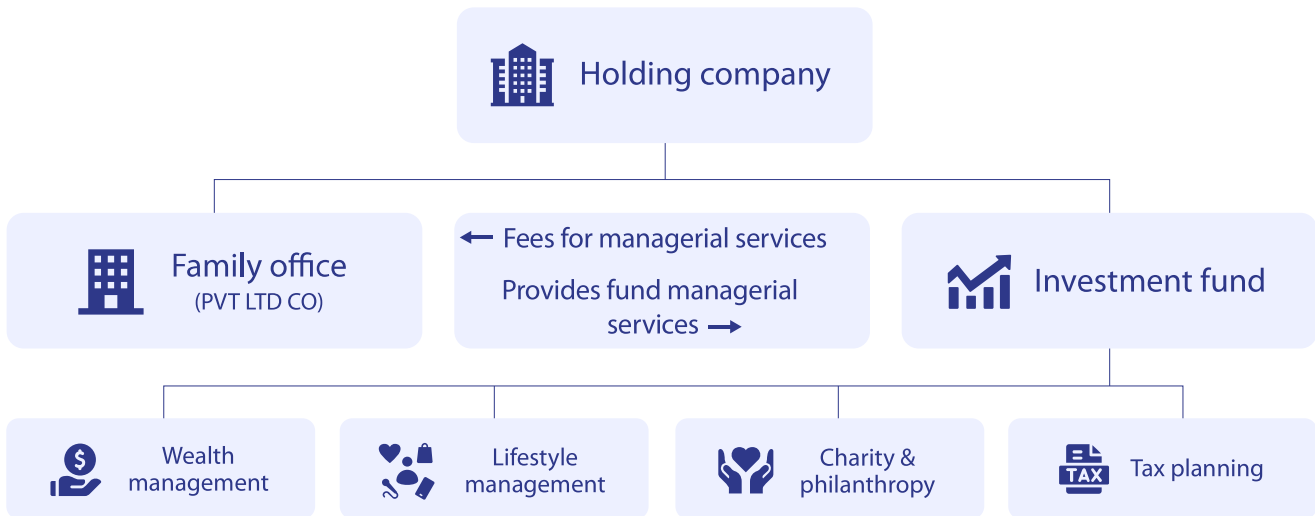 Holding company
Family office
(PVT LTD CO)
Fees for managerial services
Provides fund managerial
services
Investment fund
Wealth
management
Lifestyle
management
Charity &
philanthropy
TAX
Tax planning